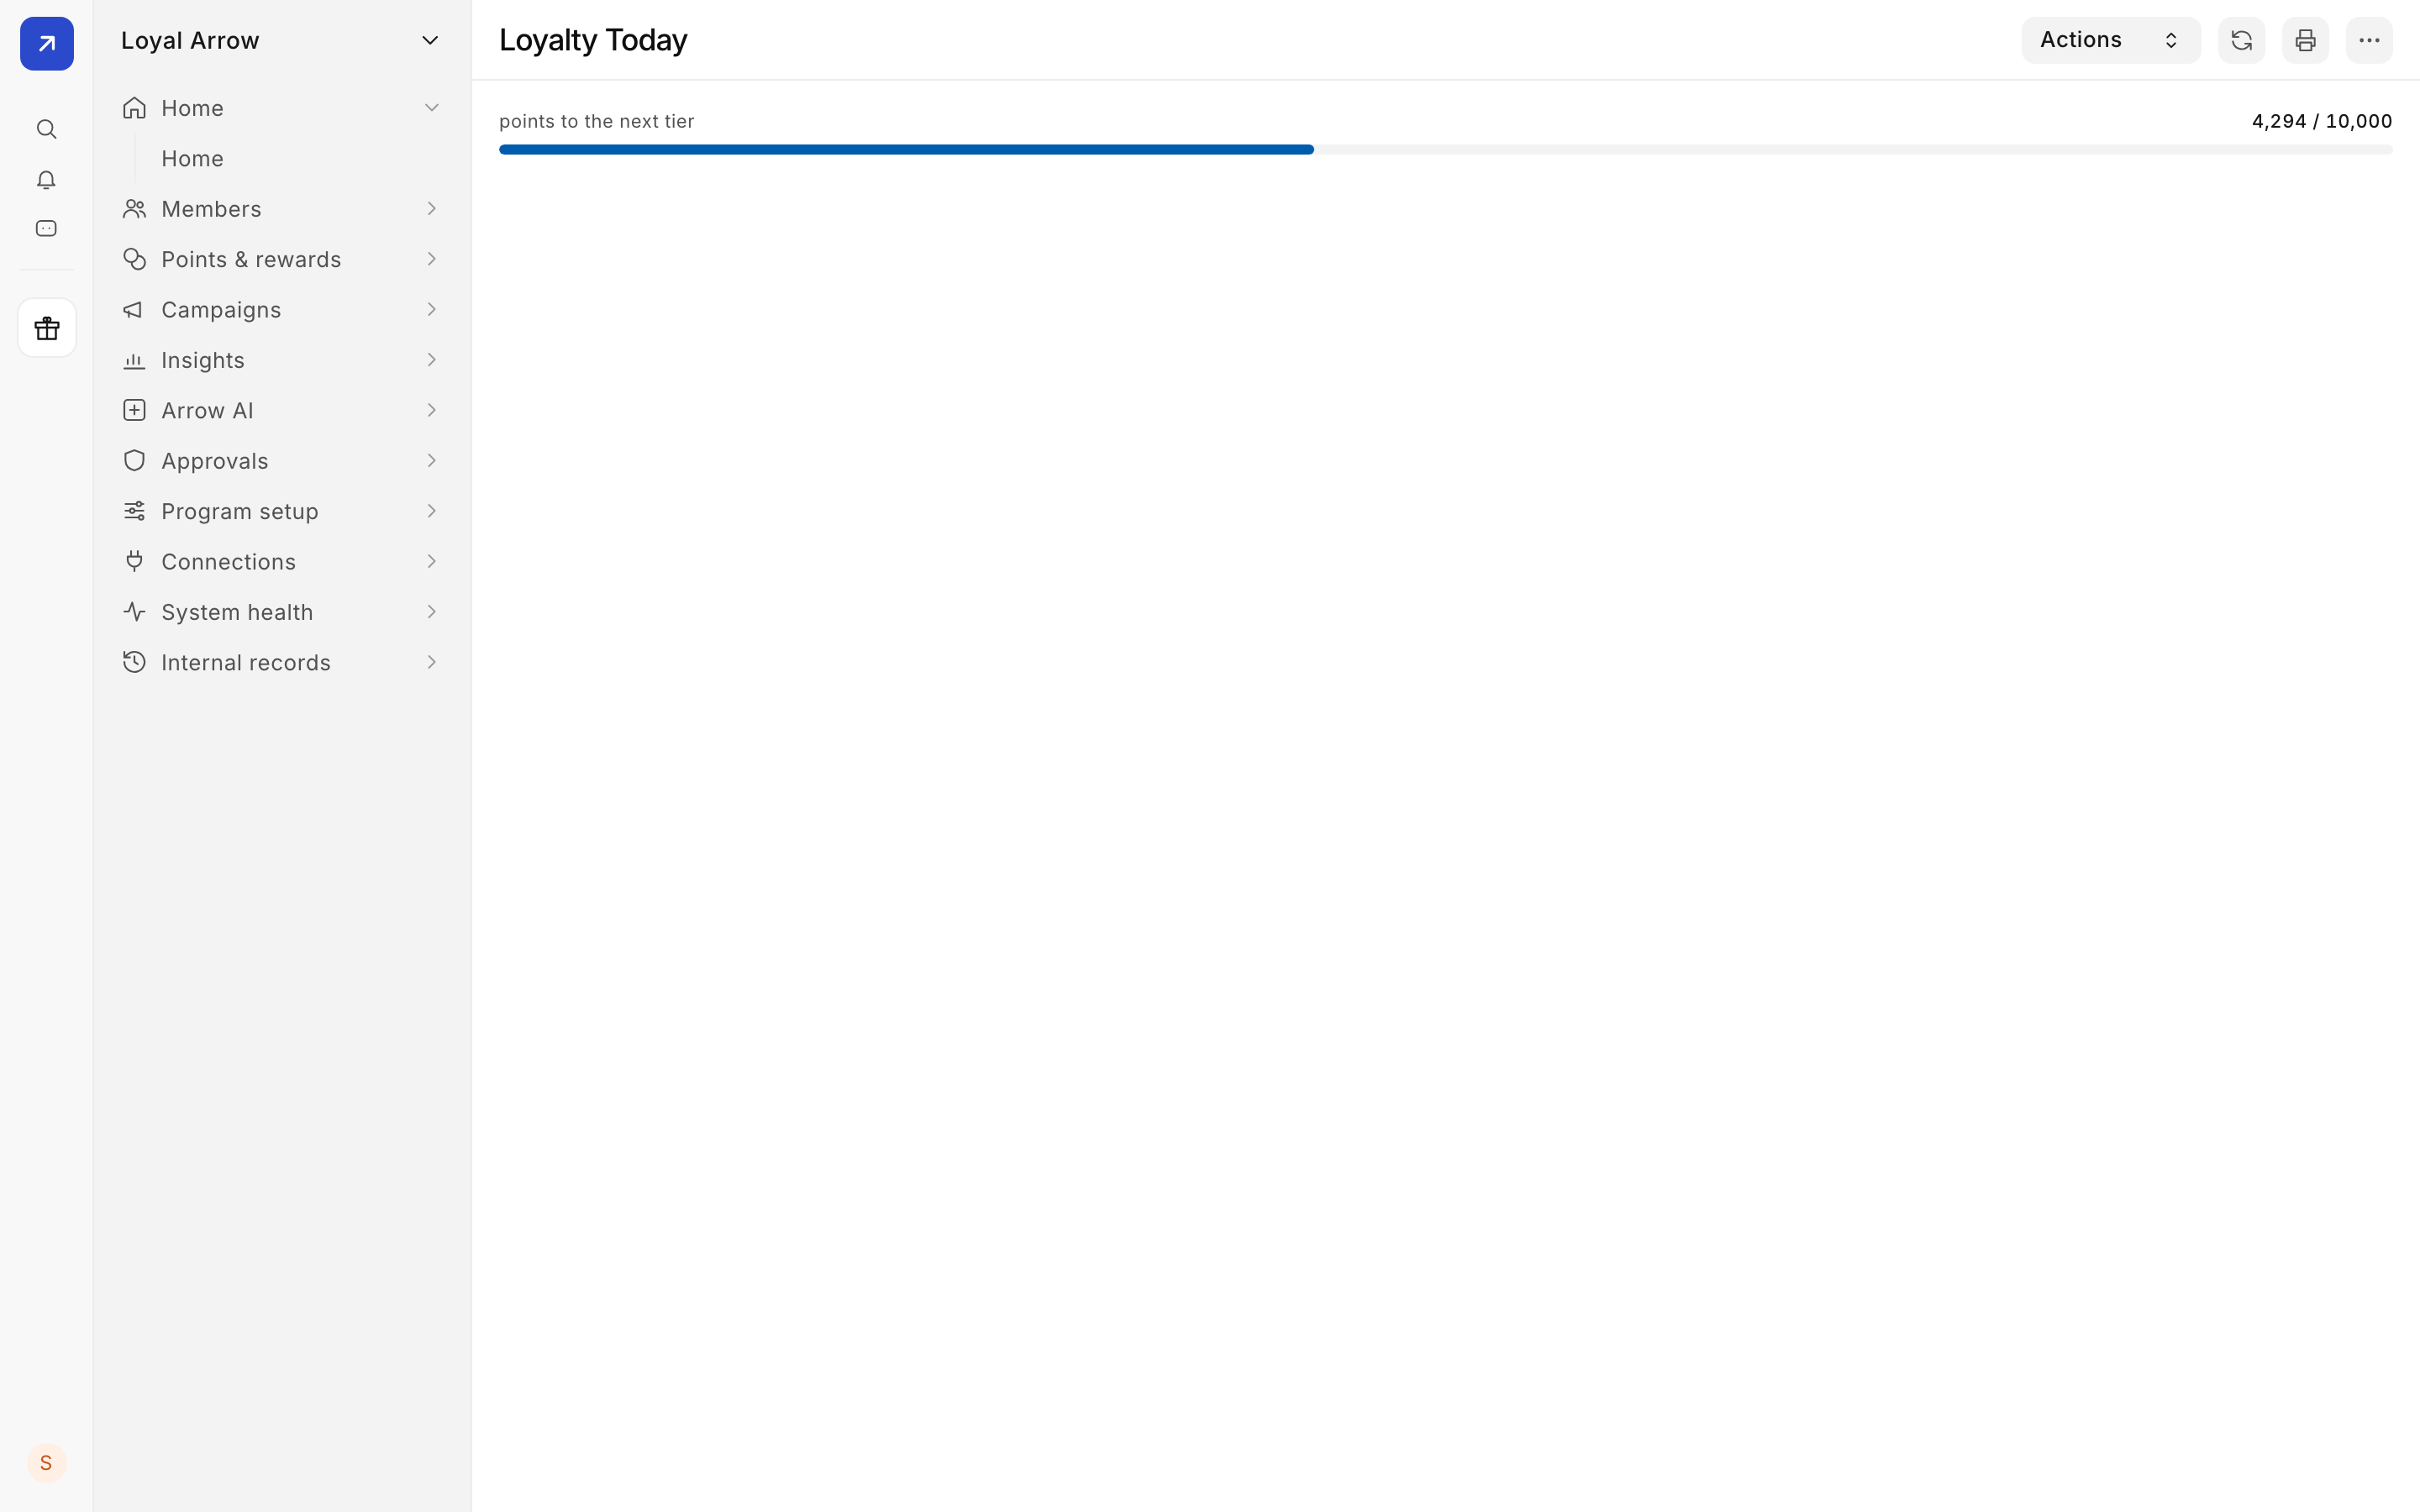 Loyal Arrow
Home
Home
Members
Points & rewards
Campaigns
Insights
Arrow AI
Approvals
Program setup
Connections
System health
Internal records
S
Loyalty Today
Actions
points to the next tier
4,294 / 10,000